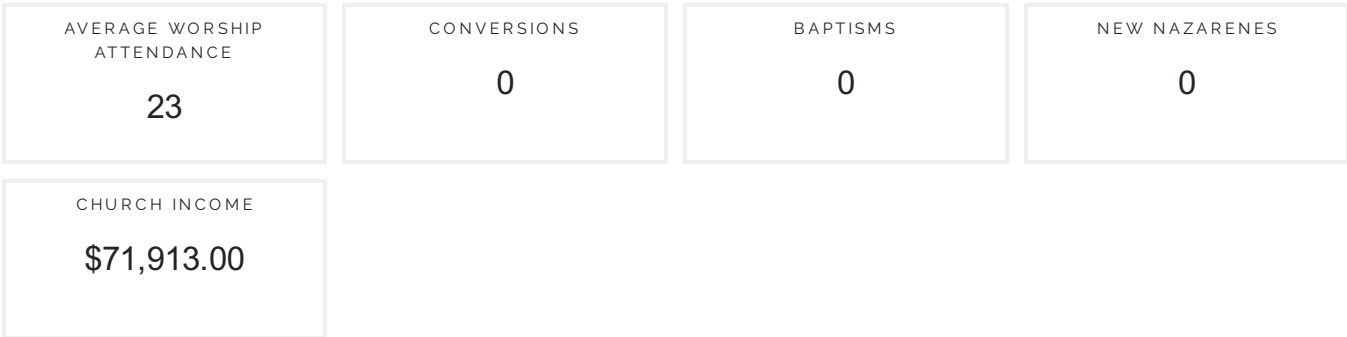 AVERAGE WORSHIP
ATTENDANCE
23
CONVERSIONS
0
BAPTISMS
0
NEW NAZARENES
0
CHURCH INCOME
$71,913.00